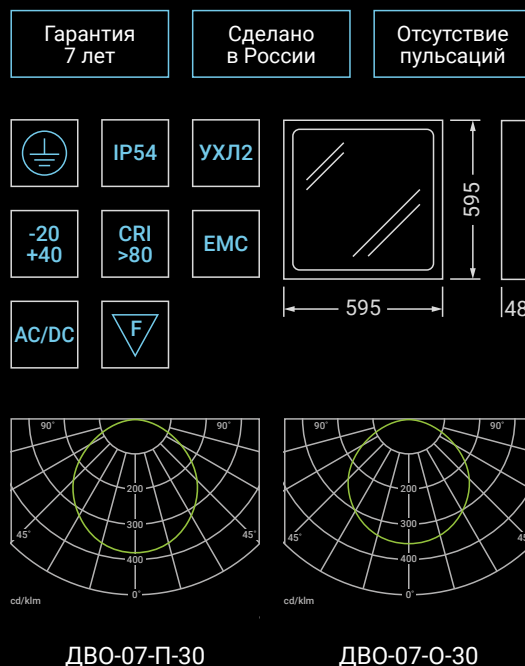 Гарантия
7 лет
Сделано
в России
Отсутствие
пульсаций
IP54
УХЛ2
-20
+40
CRI
>80
EMC
AC/DC
F
595
595
48
90°
90°
200
300
400
45°
45°
0°
cd/klm
90°
90°
200
300
400
45°
45
0°
cd/klm
ДВО-07-П-30
ДВО-07-О-30